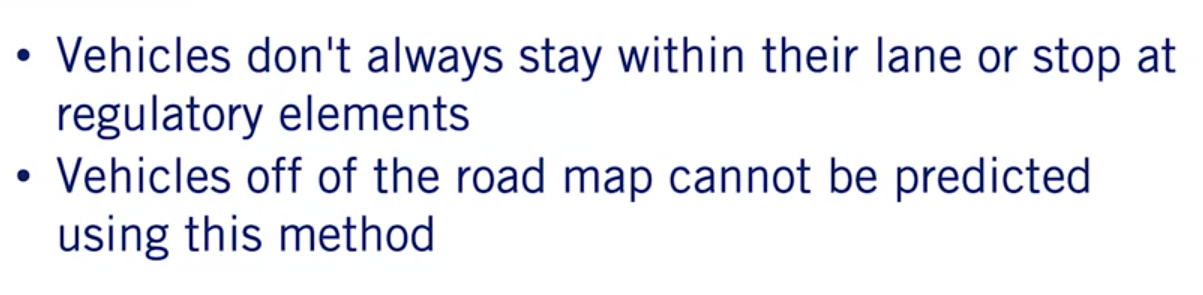 • Vehicles don't always stay within their lane or stop at
regulatory elements
• Vehicles off of the road map cannot be predicted
using this method